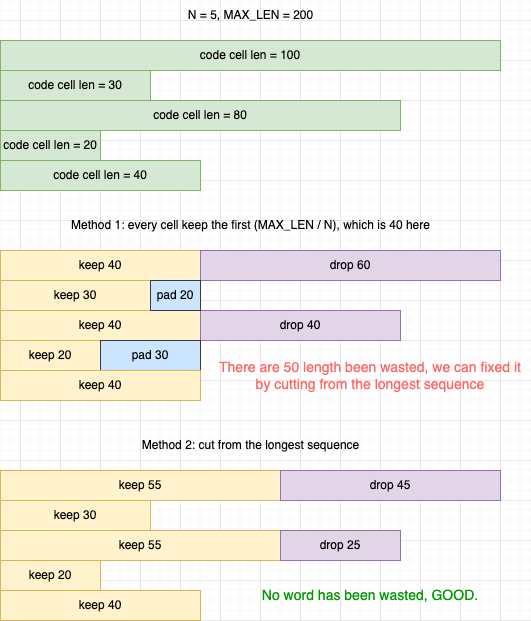 N = 5, MAX_LEN = 200
code cell len = 100
code cell len = 30
code cell len = 80
code cell len = 20
code cell len = 40
Method 1: every cell keep the first (MAX_LEN / N), which is 40 here
keep 40 drop 60
keep 30 pad 20
keep 40 drop 40
keep 20 pad 30
keep 40
There are 50 length been wasted, we can fixed it
by cutting from the longest sequence
Method 2: cut from the longest sequence
keep 55 drop 45
keep 30
keep 55 drop 25
keep 20
keep 40
No word has been wasted, GOOD.